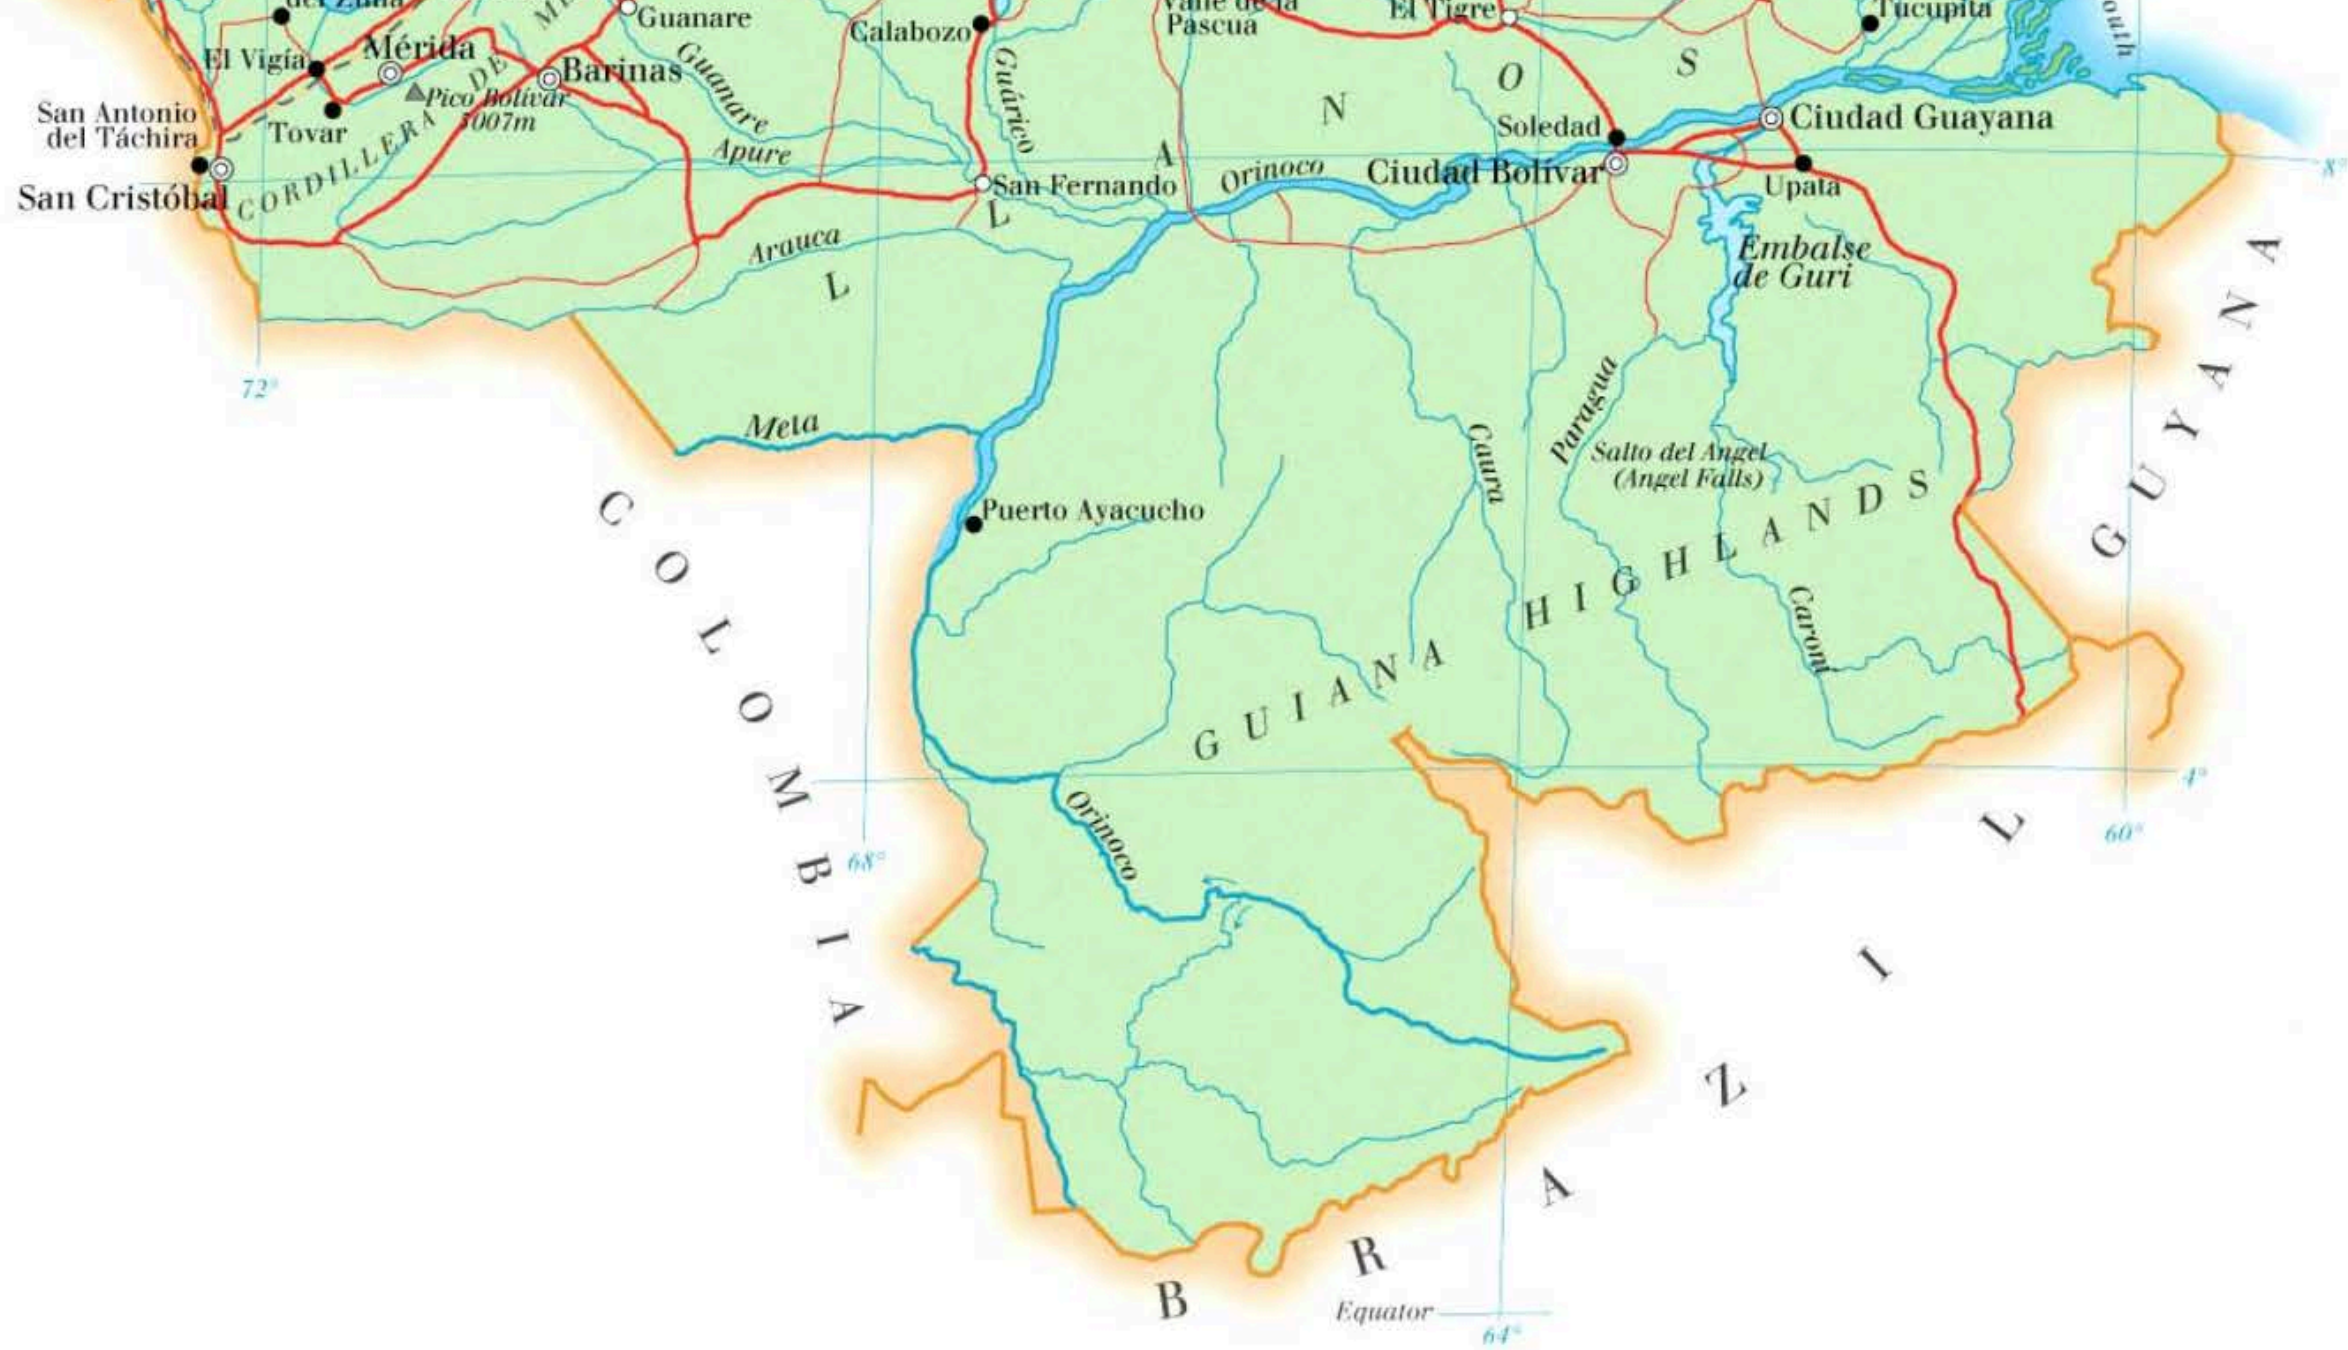 Guanare
Calabozo
Pascua
El Tigre
Tucupita
El Vigía
Mérida
Barinas
Guanare
Guárico
N
O
S
San Antonio
del Táchira
Tovar
Pico Bolívar
5007m
CORDILLERA DE
Apure
A
Soledad
Ciudad Guayana
San Cristóbal
San Fernando
Orinoco
Ciudad Bolívar
Upata
8°
L
Arauca
L
Embalse
de Guri
GUYANA
72°
Meta
Caura
Paragua
Salto del Angel
(Angel Falls)
Puerto Ayacucho
COLOMBIA
GUIANA HIGHLANDS
Caroni
4°
68°
Orinoco
60°
BRAZIL
Equator
64°